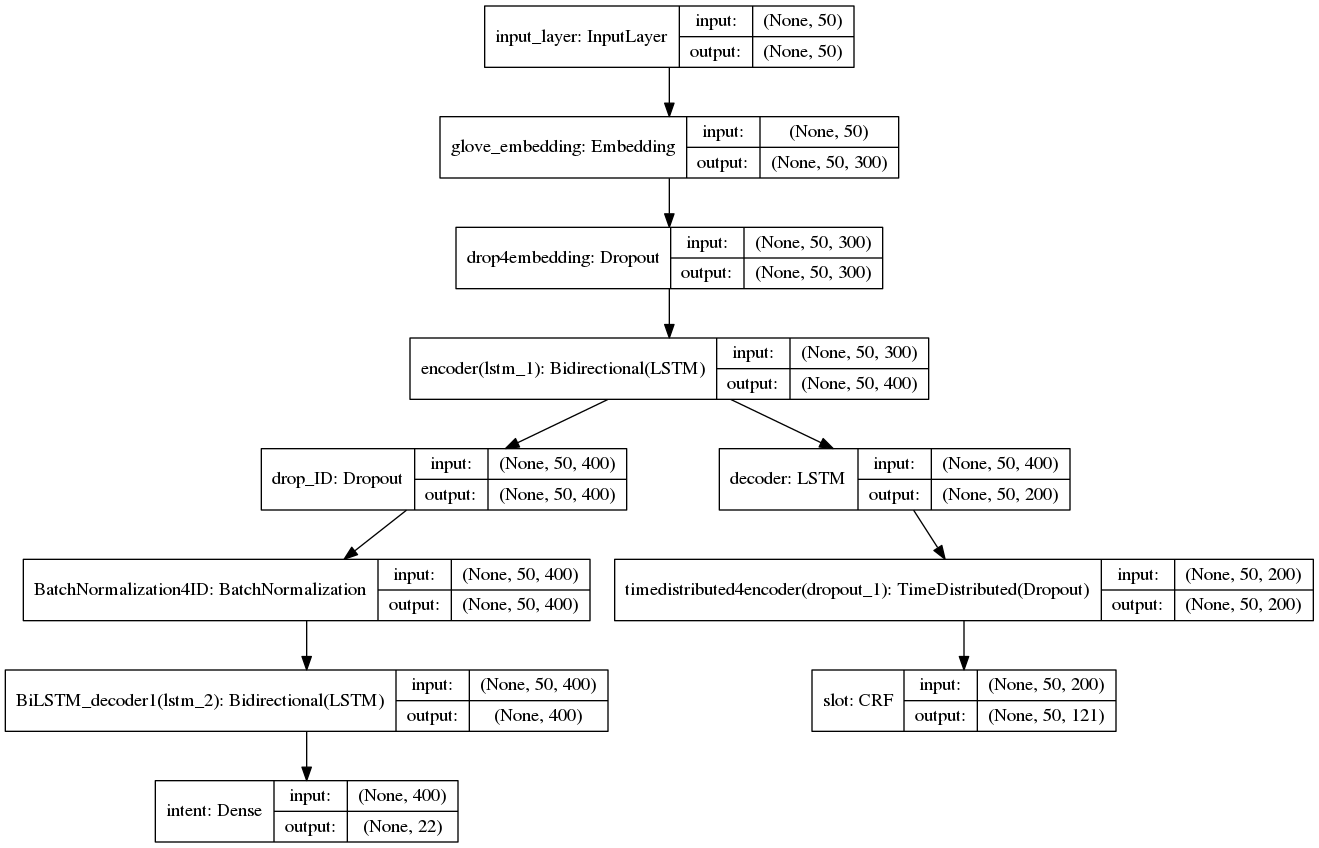 input_layer: InputLayer
input: (None, 50)
output: (None, 50)
glove_embedding: Embedding
input: (None, 50)
output: (None, 50, 300)
drop4embedding: Dropout
input: (None, 50, 300)
output: (None, 50, 300)
encoder(lstm_1): Bidirectional(LSTM)
input: (None, 50, 300)
output: (None, 50, 400)
drop_ID: Dropout
input: (None, 50, 400)
output: (None, 50, 400)
decoder: LSTM
input: (None, 50, 400)
output: (None, 50, 200)
BatchNormalization4ID: BatchNormalization
input: (None, 50, 400)
output: (None, 50, 400)
timedistributed4encoder(dropout_1): TimeDistributed(Dropout)
input: (None, 50, 200)
output: (None, 50, 200)
BiLSTM_decoder1(lstm_2): Bidirectional(LSTM)
input: (None, 50, 400)
output: (None, 400)
slot: CRF
input: (None, 50, 200)
output: (None, 50, 121)
intent: Dense
input: (None, 400)
output: (None, 22)